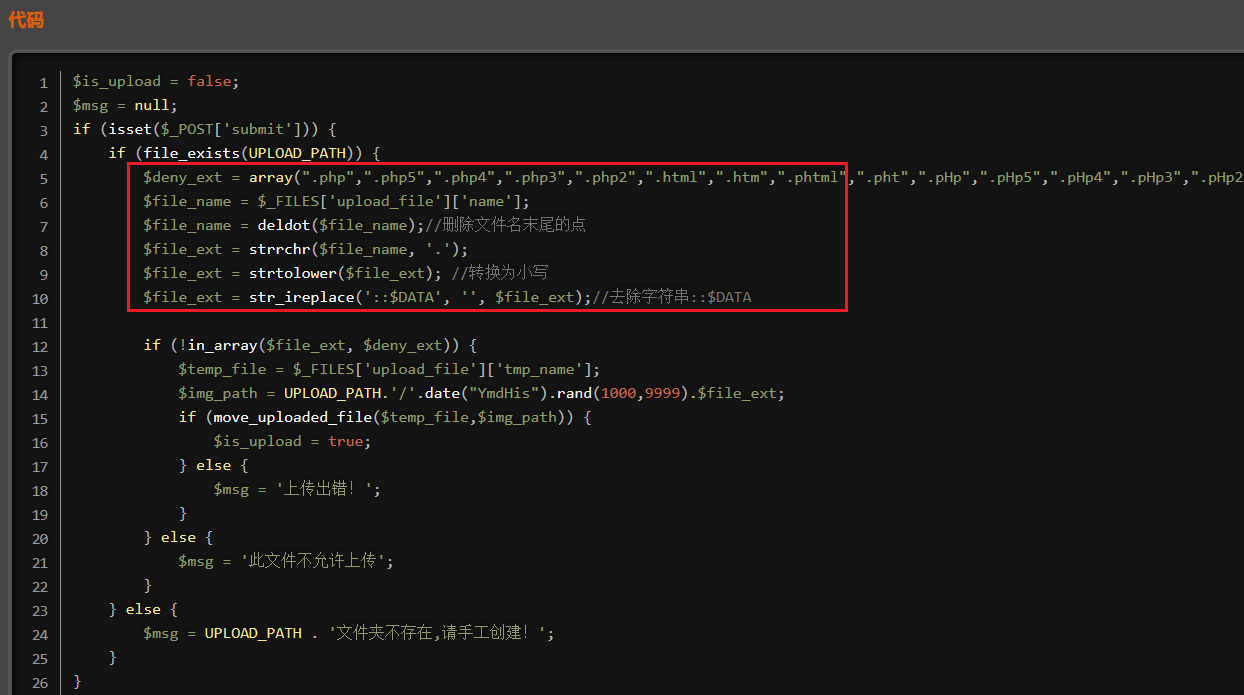 代码
1 $is_upload = false;
2 $msg = null;
3 if (isset($_POST['submit'])) {
4     if (file_exists(UPLOAD_PATH)) {
5         $deny_ext = array(".php",".php5",".php4",".php3",".php2",".html",".htm",".phtml",".pht",".pHp",".pHp5",".pHp4",".pHp3",".pHp2
6         $file_name = $_FILES['upload_file']['name'];
7         $file_name = deldot($file_name);//删除文件名末尾的点
8         $file_ext = strrchr($file_name, '.');
9         $file_ext = strtolower($file_ext); //转换为小写
10         $file_ext = str_ireplace('::$DATA', '', $file_ext);//去除字符串::$DATA
11
12         if (!in_array($file_ext, $deny_ext)) {
13             $temp_file = $_FILES['upload_file']['tmp_name'];
14             $img_path = UPLOAD_PATH.'/'.date("YmdHis").rand(1000,9999).$file_ext;
15             if (move_uploaded_file($temp_file,$img_path)) {
16                 $is_upload = true;
17             } else {
18                 $msg = '上传出错！';
19             }
20         } else {
21             $msg = '此文件不允许上传';
22         }
23     } else {
24         $msg = UPLOAD_PATH . '文件夹不存在,请手工创建！';
25     }
26 }